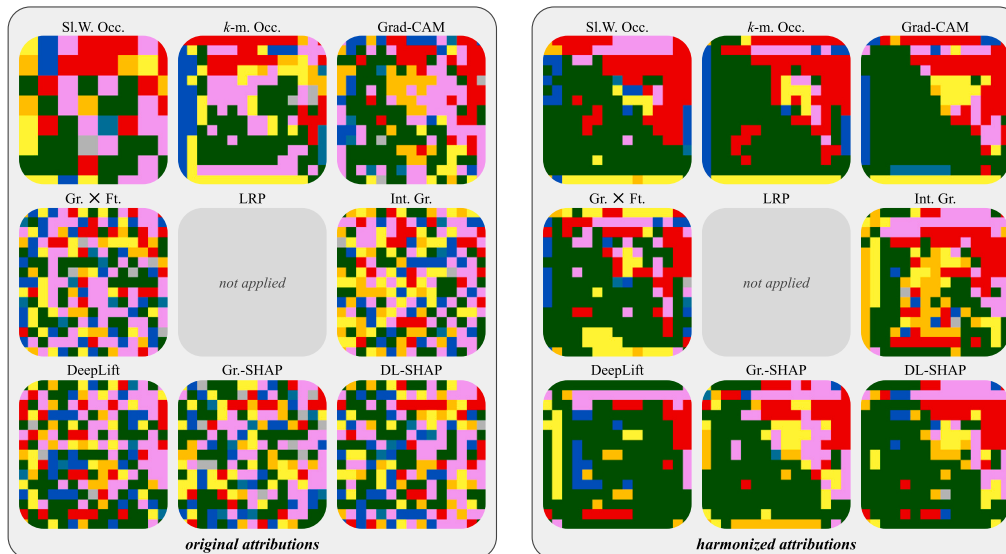 Sl.W. Occ. k-m. Occ. Grad-CAM
Gr. × Ft. LRP Int. Gr.
not applied
DeepLift Gr.-SHAP DL-SHAP
original attributions
Sl.W. Occ. k-m. Occ. Grad-CAM
Gr. × Ft. LRP Int. Gr.
not applied
DeepLift Gr.-SHAP DL-SHAP
harmonized attributions